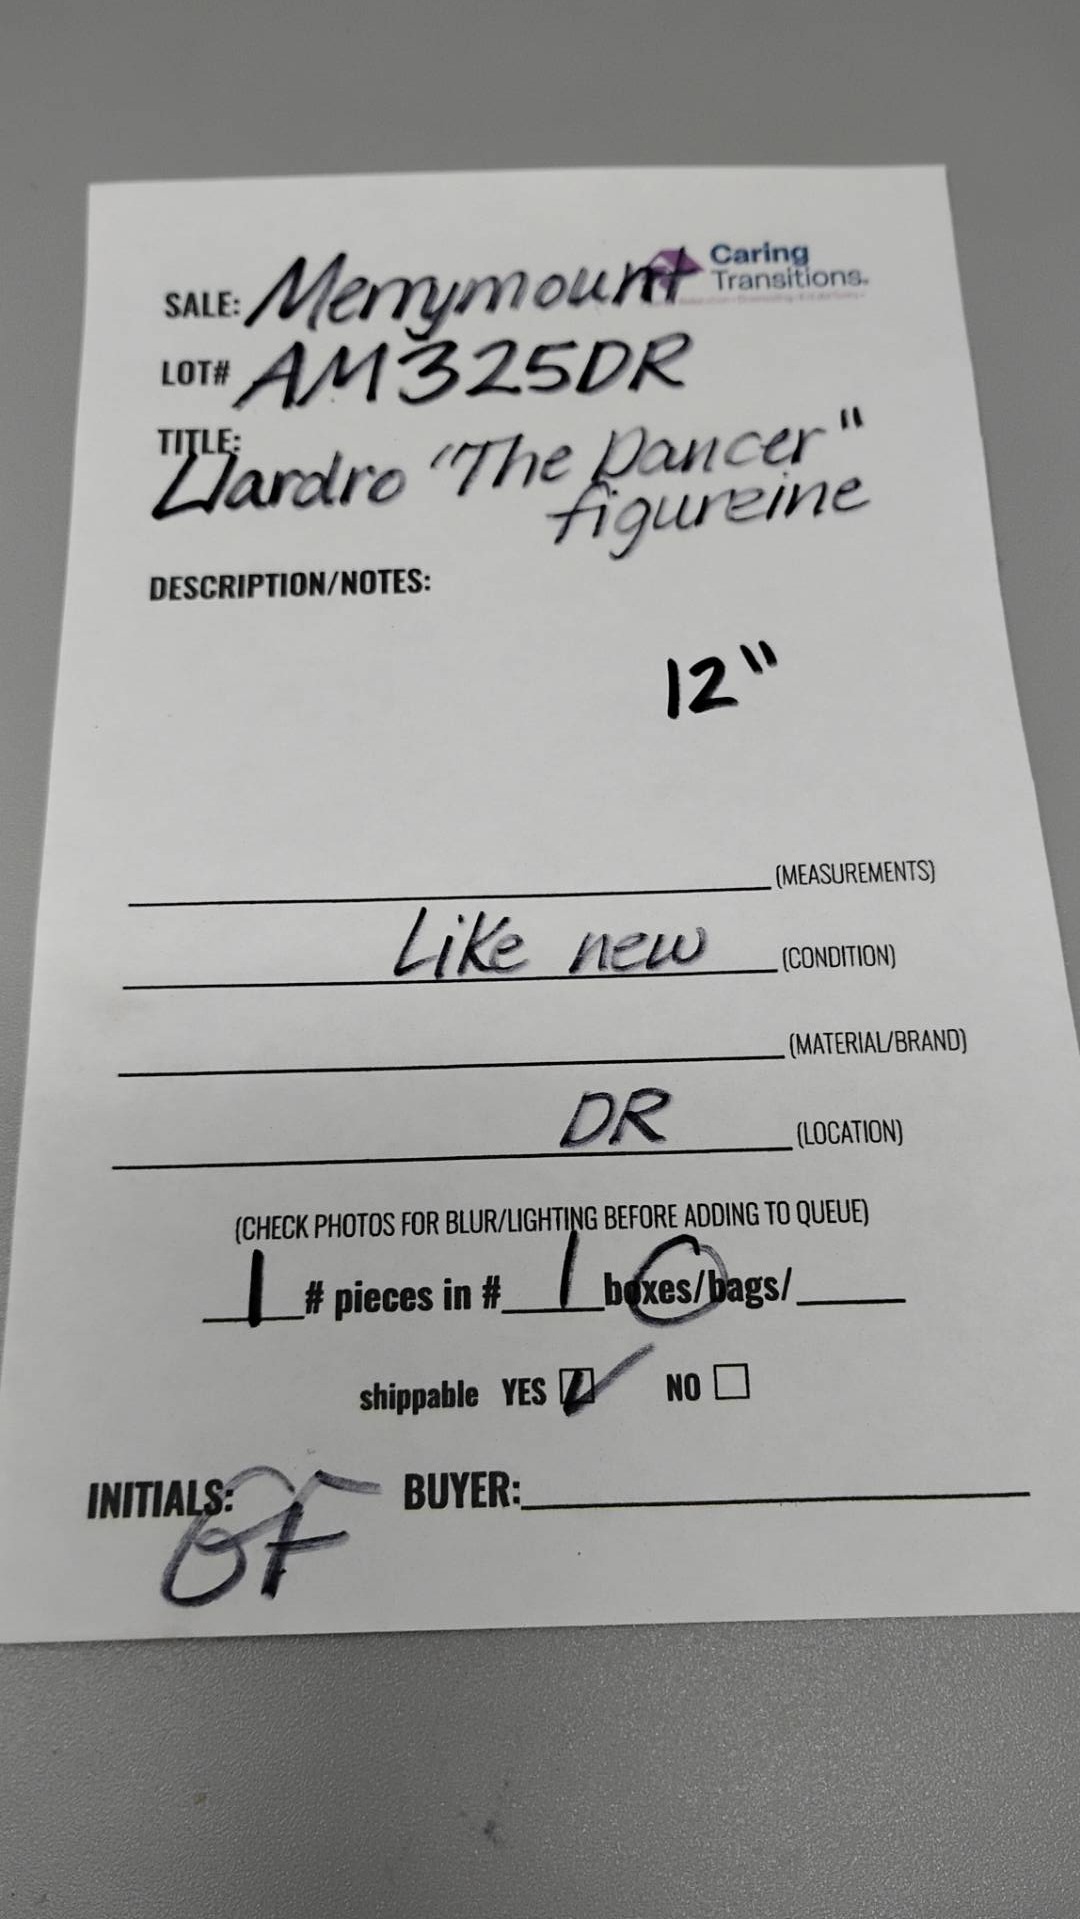 Caring
Transitions.
SALE: Merrymount
LOT# AM325DR
TITLE:
Lladro "The Dancer"
figureine
DESCRIPTION/NOTES:
12"
(MEASUREMENTS)
Like new (CONDITION)
(MATERIAL/BRAND)
DR (LOCATION)
(CHECK PHOTOS FOR BLUR/LIGHTING BEFORE ADDING TO QUEUE)
1 # pieces in # 1 boxes/bags/
shippable YES NO
INITIALS: BUYER: